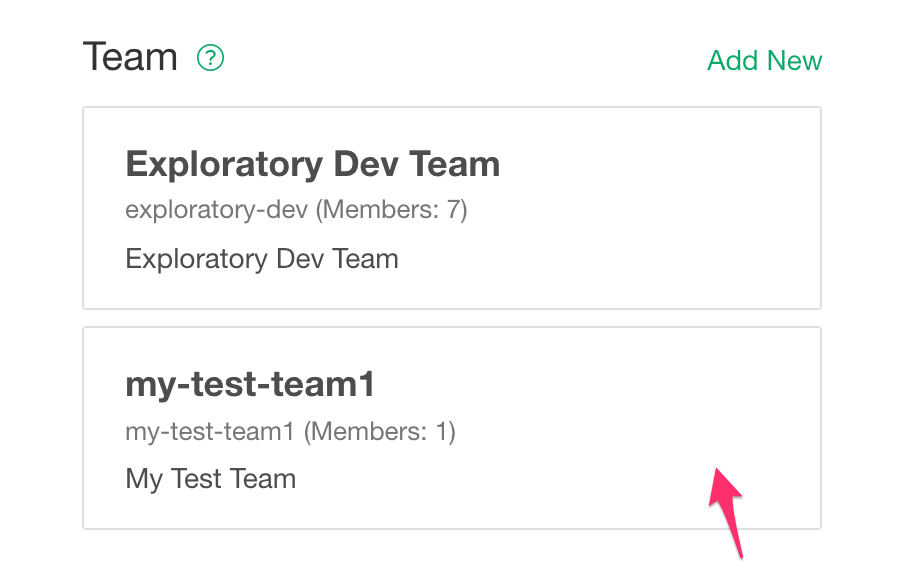 Team ?
Add New
Exploratory Dev Team
exploratory-dev (Members: 7)
Exploratory Dev Team
my-test-team1
my-test-team1 (Members: 1)
My Test Team